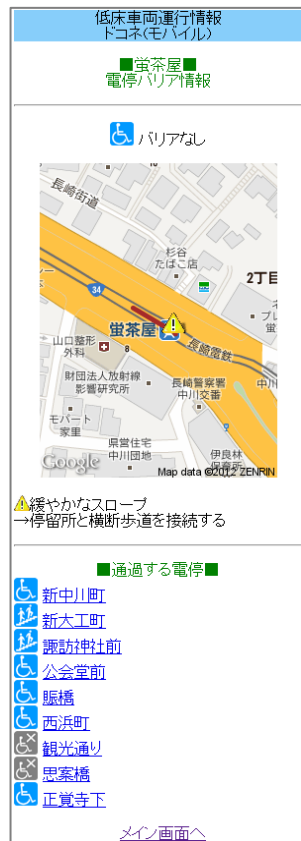 低床車両運行情報
ドコネ(モバイル)
■蛍茶屋■
電停バリア情報
バリアなし
長崎街道
杉谷
たばこ店
2丁目
34
蛍茶屋
長崎電鉄
山口整形
外科
8
財団法人放射線
影響研究所
長崎警察署
中川交番
モバート
家里
県営住宅
中川団地
伊良林
Google
Map data ©2012 ZENRIN
緩やかなスロープ
→停留所と横断歩道を接続する
■通過する電停■
新中川町
新大工町
諏訪神社前
公会堂前
賑橋
西浜町
観光通り
思案橋
正覚寺下
メイン画面へ